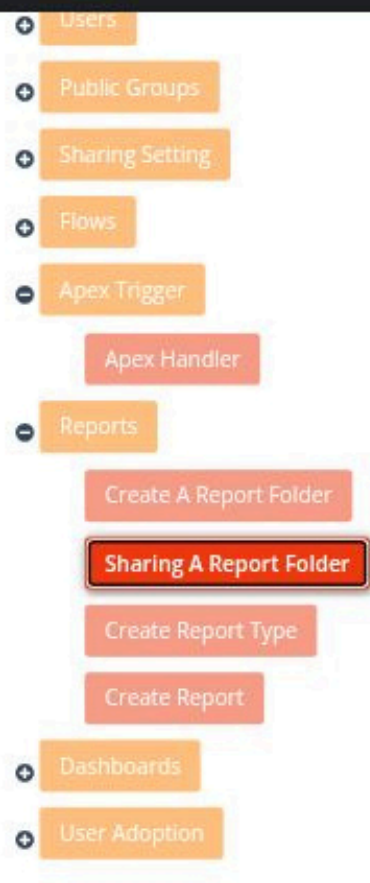 Users
Public Groups
Sharing Setting
Flows
Apex Trigger
Apex Handler
Reports
Create A Report Folder
Sharing A Report Folder
Create Report Type
Create Report
Dashboards
User Adoption